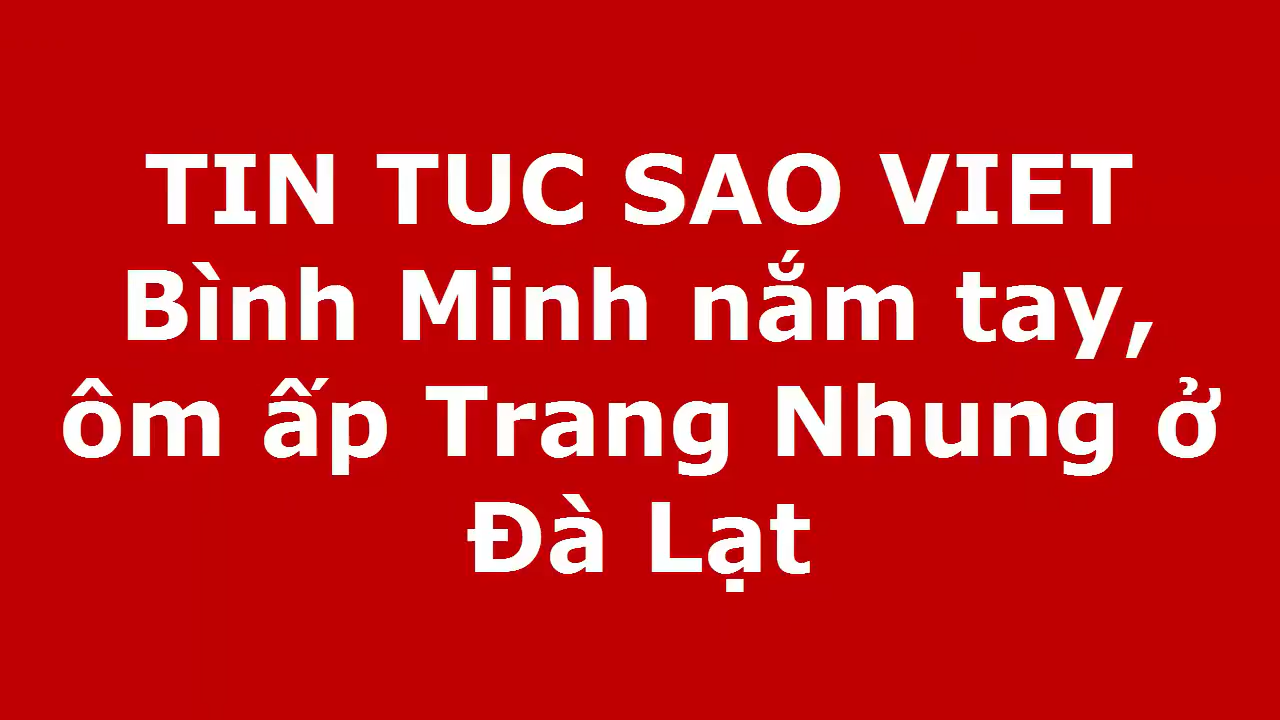 TIN TUC SAO VIET
Bình Minh nắm tay,
ôm ấp Trang Nhung ở
Đà Lạt